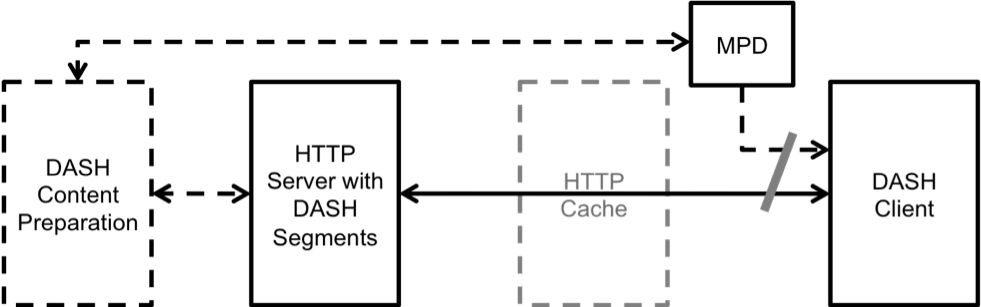 MPD
DASH
Content
Preparation
HTTP
Server with
DASH
Segments
HTTP
Cache
DASH
Client